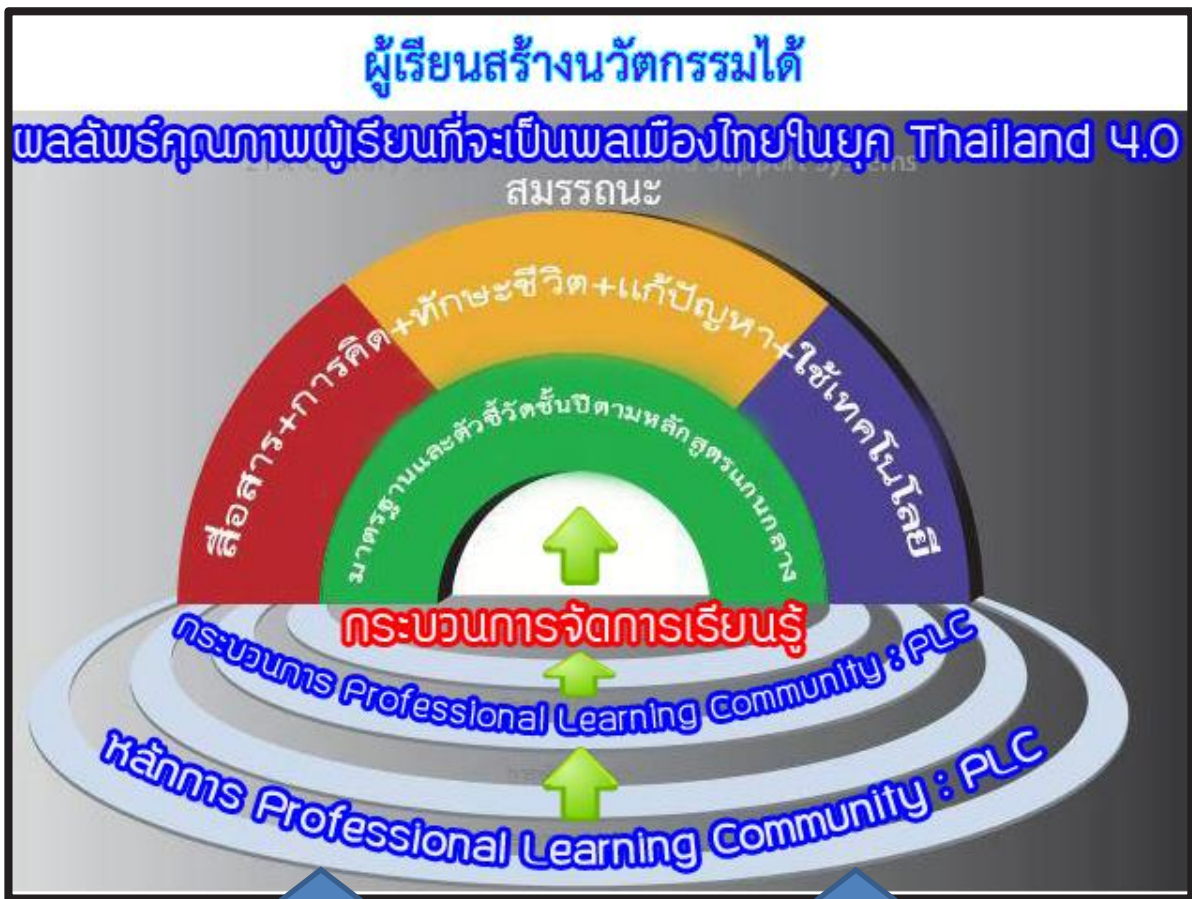 ผู้เรียนสร้างนวัตกรรมได้
ผลลัพธ์คุณภาพผู้เรียนที่จะเป็นพลเมืองไทยในยุค Thailand 4.0
สมรรถนะ
สื่อสาร+การคิด+ทักษะชีวิต+แก้ปัญหา+ใช้เทคโนโลยี
มาตรฐานและตัวชี้วัดชั้นปีตามหลักสูตรแกนกลาง
กระบวนการจัดการเรียนรู้
กระบวนการ Professional Learning Community : PLC
หลักการ Professional Learning Community : PLC